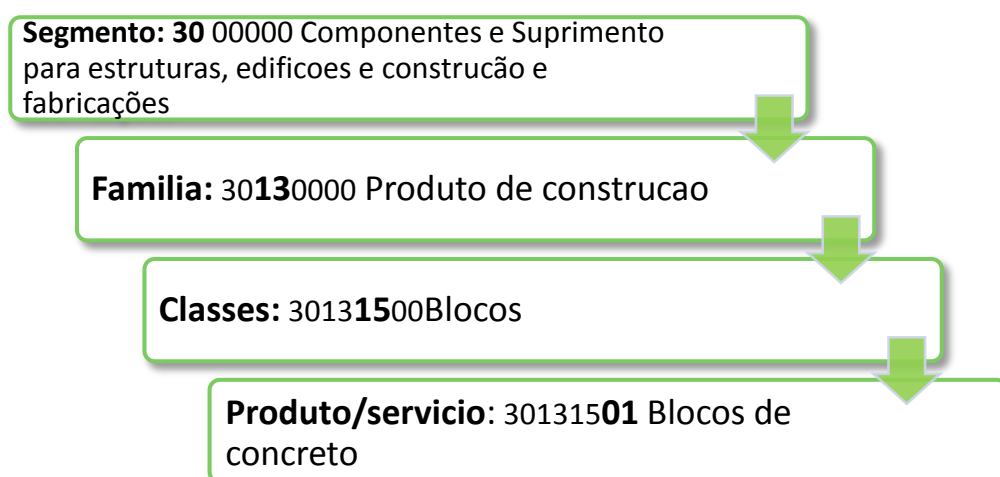 Segmento: 30 00000 Componentes e Suprimento
para estruturas, edificoes e construcão e
fabricações
Familia: 30130000 Produto de construcao
Classes: 30131500Blocos
Produto/servicio: 30131501 Blocos de
concreto